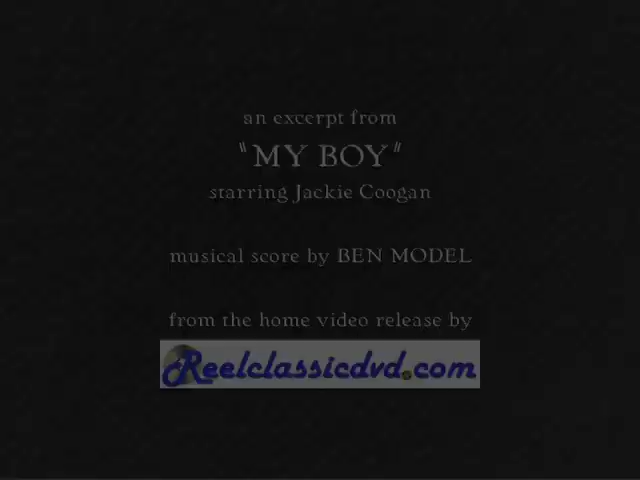 an excerpt from
"MY BOY"
starring Jackie Coogan
musical score by BEN MODEL
from the home video release by
Reelclassicdvd.com